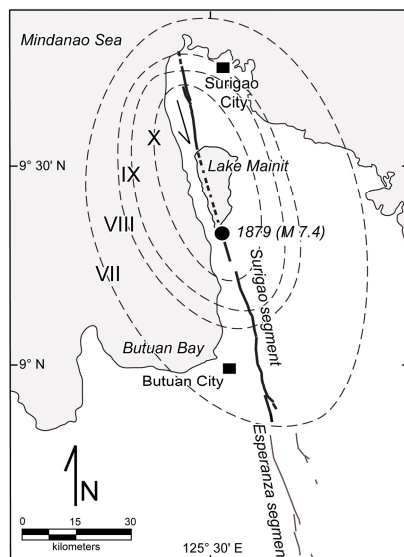 Mindanao Sea
Surigao
City
X
9° 30' N
Lake Mainit
IX
VIII
1879 (M 7.4)
VII
Surigao segment
Butuan Bay
9° N
Butuan City
Esperanza segmen
N
0 15 30
kilometers
125° 30' E